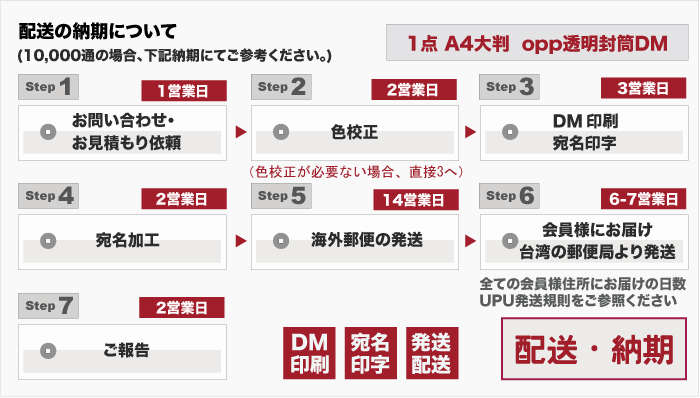 配送の納期について
(10,000通の場合、下記納期にてご参考ください。)
1点 A4大判 opp透明封筒DM
Step 1
1営業日
お問い合わせ・
お見積もり依頼
Step 2
2営業日
色校正
(色校正が必要ない場合、直接3へ)
Step 3
3営業日
DM 印刷
宛名印字
Step 4
2営業日
宛名加工
Step 5
14営業日
海外郵便の発送
Step 6
6-7営業日
会員様にお届け
台湾の郵便局より発送
全ての会員様住所にお届けの日数
UPU発送規則をご参照ください
Step 7
2営業日
ご報告
DM
印刷
宛名
印字
発送
配送
配送・納期